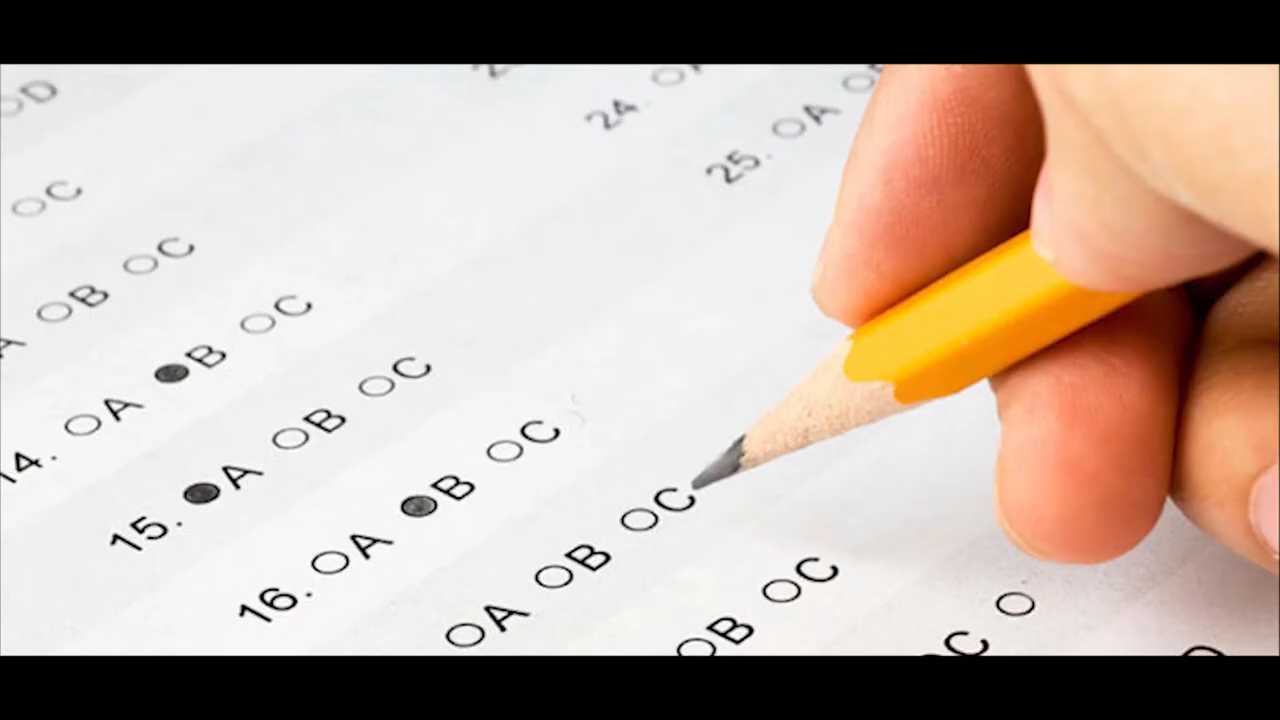 D
C
A B C
14. A B C
15. A B C
16. A B C
A B C
B C
C
24.
25. A